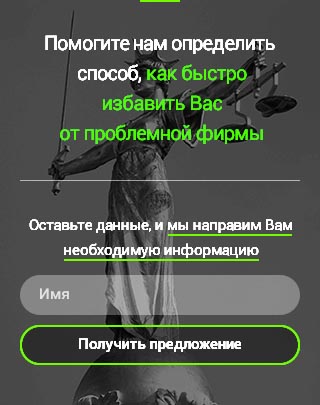 Помогите нам определить
способ, как быстро
избавить Вас
от проблемной фирмы
Оставьте данные, и мы направим Вам
необходимую информацию
Имя
Получить предложение